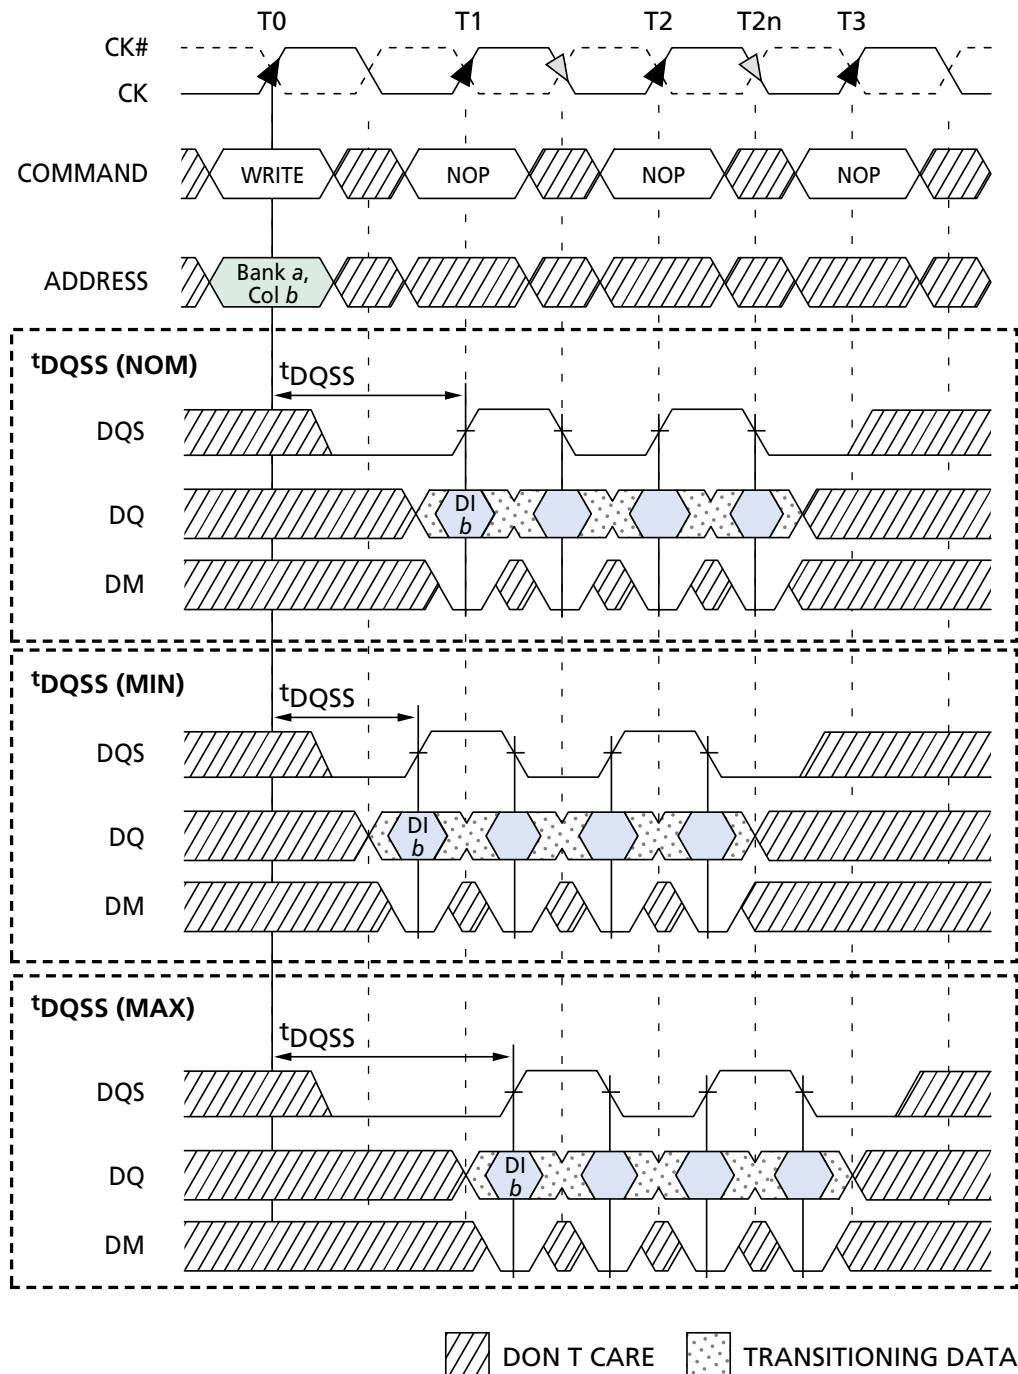 T0 T1 T2 T2n T3
CK#
CK
COMMAND WRITE NOP NOP NOP
ADDRESS Bank a,
Col b
tDQSS (NOM)
tDQSS
DQS
DQ DI
b
DM
tDQSS (MIN)
tDQSS
DQS
DQ DI
b
DM
tDQSS (MAX)
tDQSS
DQS
DQ DI
b
DM
DON T CARE TRANSITIONING DATA